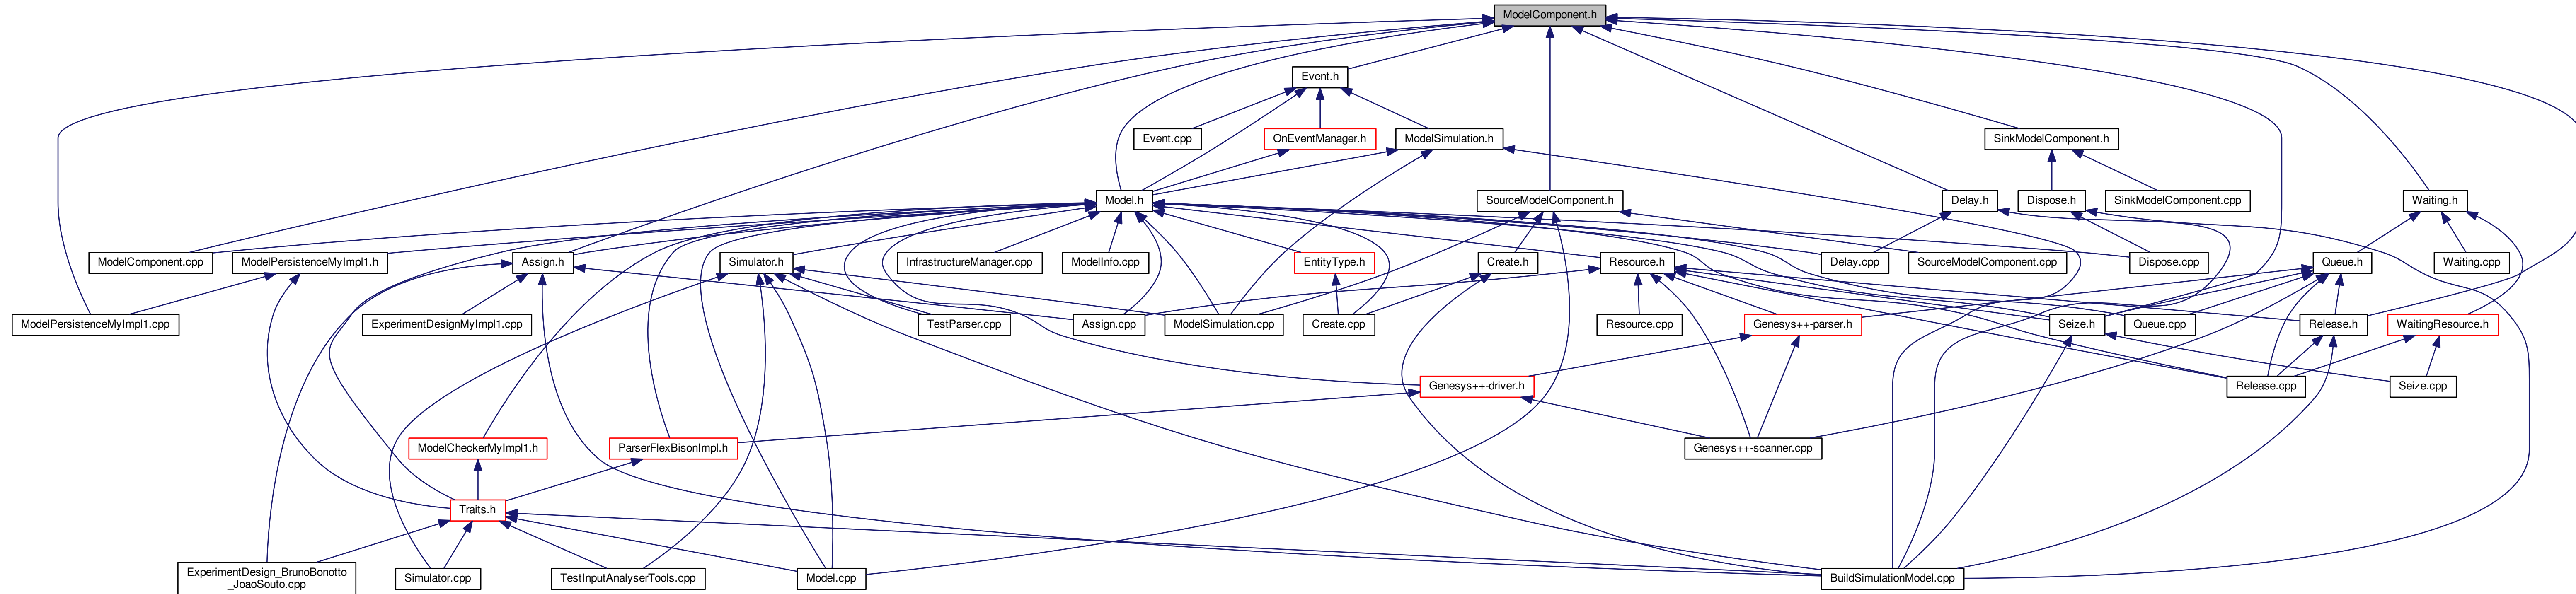 ModelComponent.h
Event.h
Event.cpp
OnEventManager.h
ModelSimulation.h
SinkModelComponent.h
Model.h
SourceModelComponent.h
Delay.h
Dispose.h
SinkModelComponent.cpp
Waiting.h
ModelComponent.cpp
ModelPersistenceMyImpl1.h
Assign.h
Simulator.h
InfrastructureManager.cpp
ModelInfo.cpp
EntityType.h
Create.h
Resource.h
Delay.cpp
SourceModelComponent.cpp
Dispose.cpp
Queue.h
Waiting.cpp
ModelPersistenceMyImpl1.cpp
ExperimentDesignMyImpl1.cpp
TestParser.cpp
Assign.cpp
ModelSimulation.cpp
Create.cpp
Resource.cpp
Genesys++-parser.h
Seize.h
Queue.cpp
Release.h
WaitingResource.h
Genesys++-driver.h
Release.cpp
Seize.cpp
ModelCheckerMyImpl1.h
ParserFlexBisonImpl.h
Genesys++-scanner.cpp
Traits.h
ExperimentDesign_BrunoBonotto
_JoaoSouto.cpp
Simulator.cpp
TestInputAnalyserTools.cpp
Model.cpp
BuildSimulationModel.cpp